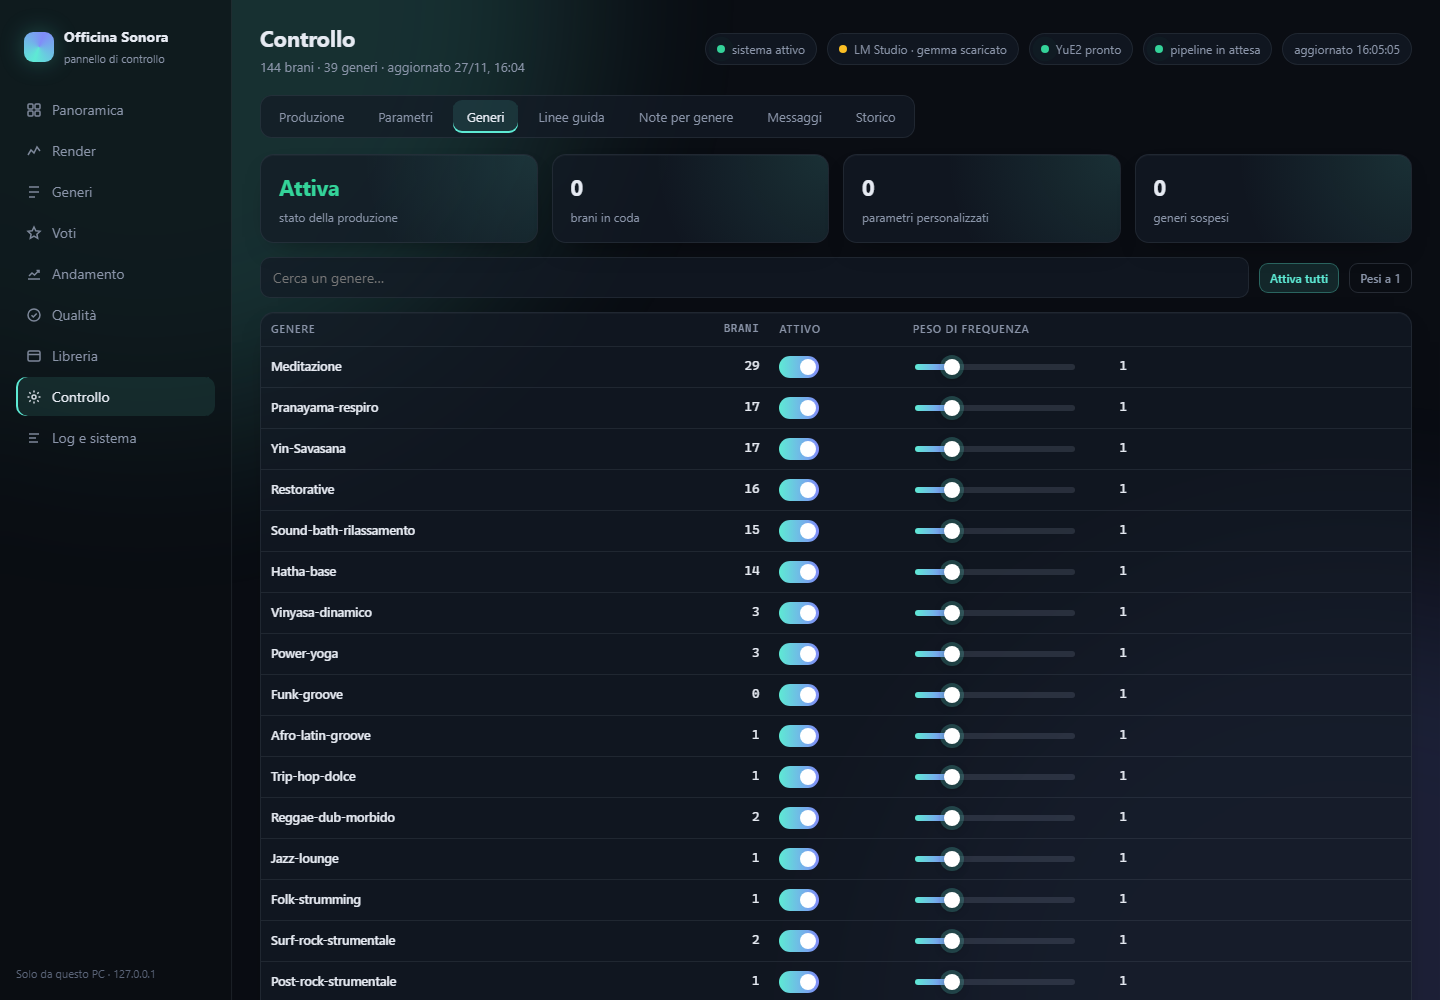 Officina Sonora
pannello di controllo
Panoramica
Render
Generi
Voti
Andamento
Qualità
Libreria
Controllo
Log e sistema
Solo da questo PC · 127.0.0.1
Controllo
144 brani · 39 generi · aggiornato 27/11, 16:04
sistema attivo
LM Studio · gemma scaricato
YuE2 pronto
pipeline in attesa
aggiornato 16:05:05
Produzione Parametri Generi Linee guida Note per genere Messaggi Storico
Attiva
stato della produzione
0
brani in coda
0
parametri personalizzati
0
generi sospesi
Cerca un genere...
Attiva tutti
Pesi a 1
GENERE BRANI ATTIVO PESO DI FREQUENZA
Meditazione 29 1
Pranayama-respiro 17 1
Yin-Savasana 17 1
Restorative 16 1
Sound-bath-rilassamento 15 1
Hatha-base 14 1
Vinyasa-dinamico 3 1
Power-yoga 3 1
Funk-groove 0 1
Afro-latin-groove 1 1
Trip-hop-dolce 1 1
Reggae-dub-morbido 2 1
Jazz-lounge 1 1
Folk-strumming 1 1
Surf-rock-strumentale 2 1
Post-rock-strumentale 1 1